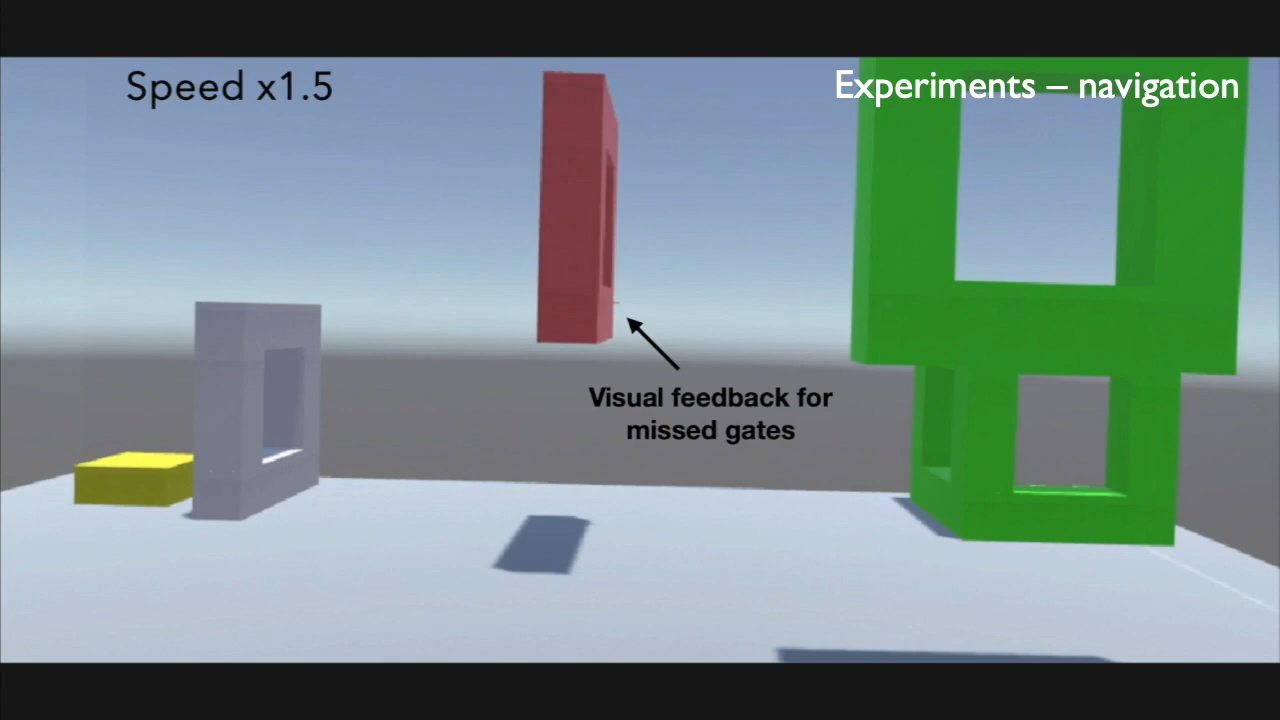 Speed x1.5
Experiments – navigation
Visual feedback for
missed gates